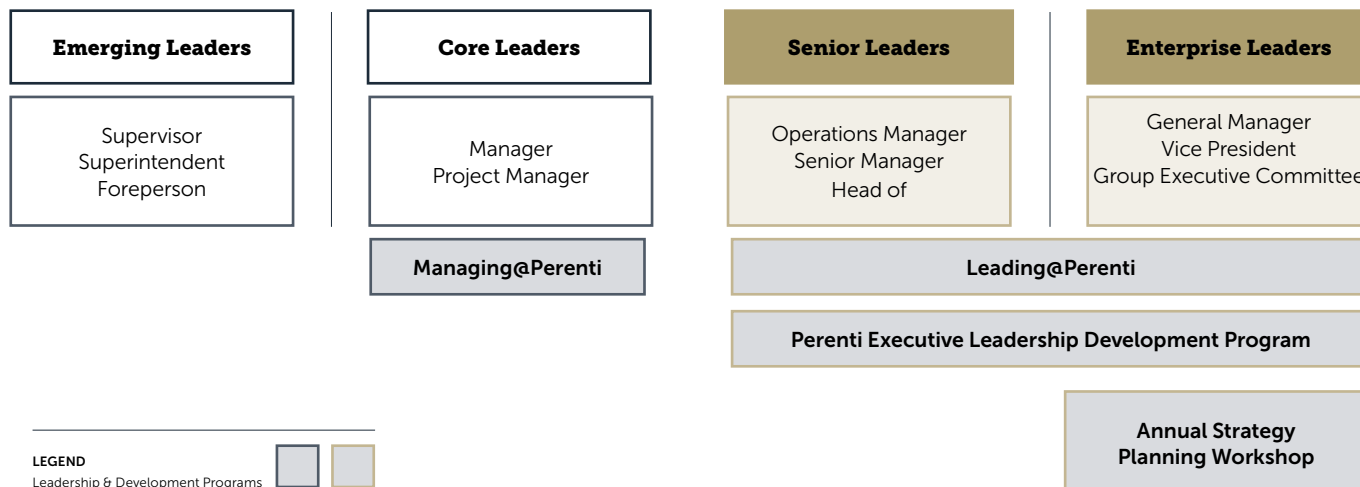 Emerging Leaders
Core Leaders
Senior Leaders
Enterprise Leaders
Supervisor
Superintendent
Foreperson
Manager
Project Manager
Operations Manager
Senior Manager
Head of
General Manager
Vice President
Group Executive Committee
Managing@Perenti
Leading@Perenti
Perenti Executive Leadership Development Program
Annual Strategy
Planning Workshop
LEGEND
Leadership & Development Programs